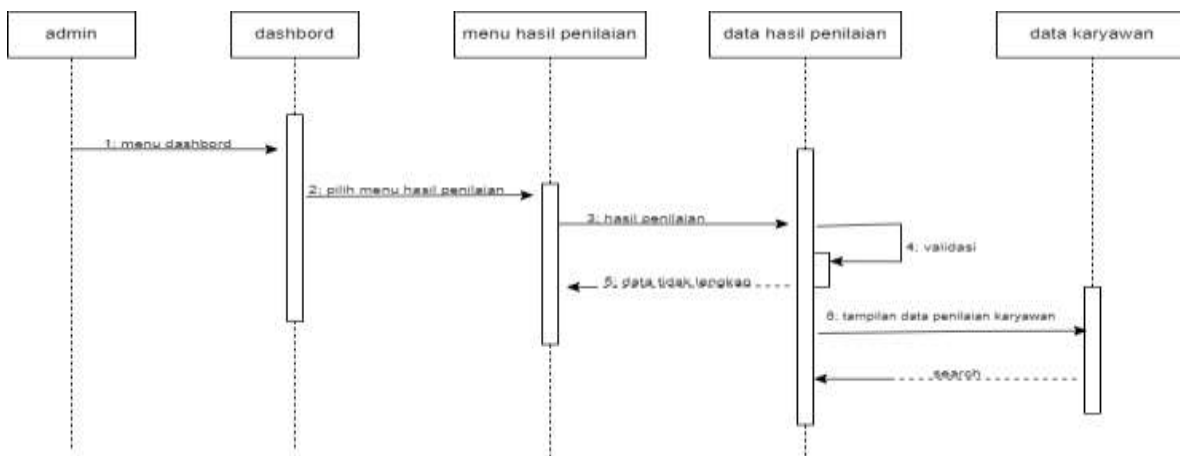 admin
dashbord
menu hasil penilaian
data hasil penilaian
data karyawan
1: menu dashbord
2: pilih menu hasil penilaian
3: hasil penilaian
4: validasi
5: data tidak lengkap
6: tampilan data penilaian karyawan
search